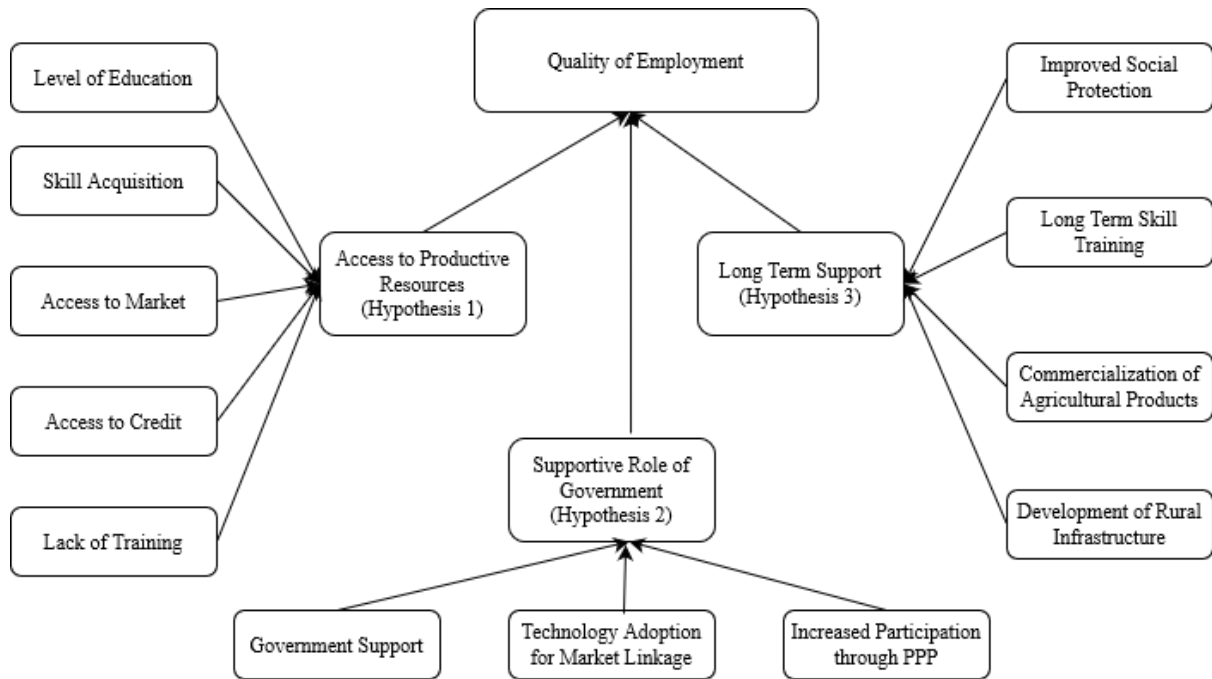 Quality of Employment
Level of Education
Skill Acquisition
Access to Market
Access to Credit
Lack of Training
Access to Productive
Resources
(Hypothesis 1)
Supportive Role of
Government
(Hypothesis 2)
Long Term Support
(Hypothesis 3)
Improved Social
Protection
Long Term Skill
Training
Commercialization of
Agricultural Products
Development of Rural
Infrastructure
Government Support
Technology Adoption
for Market Linkage
Increased Participation
through PPP